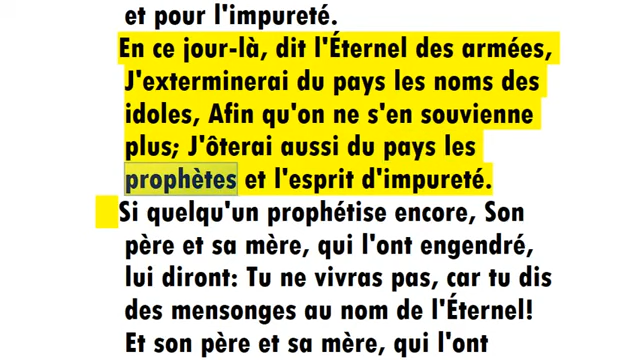 et pour l'impureté.
En ce jour-là, dit l'Éternel des armées,
J'exterminerai du pays les noms des
idoles, Afin qu'on ne s'en souvienne
plus; J'ôterai aussi du pays les
prophètes et l'esprit d'impureté.
Si quelqu'un prophétise encore, Son
père et sa mère, qui l'ont engendré,
lui diront: Tu ne vivras pas, car tu dis
des mensonges au nom de l'Éternel!
Et son père et sa mère, qui l'ont